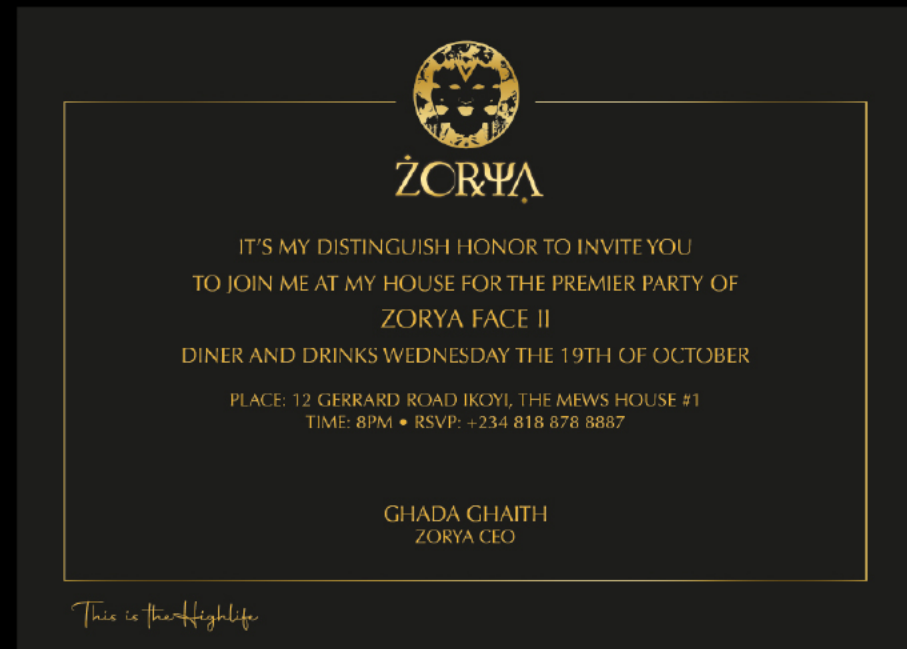 ŻORΨẠ
IT'S MY DISTINGUISH HONOR TO INVITE YOU
TO JOIN ME AT MY HOUSE FOR THE PREMIER PARTY OF
ZORYA FACE II
DINER AND DRINKS WEDNESDAY THE 19TH OF OCTOBER
PLACE: 12 GERRARD ROAD IKOYI, THE MEWS HOUSE #1
TIME: 8PM • RSVP: +234 818 878 8887
GHADA GHAITH
ZORYA CEO
This is the Highlife